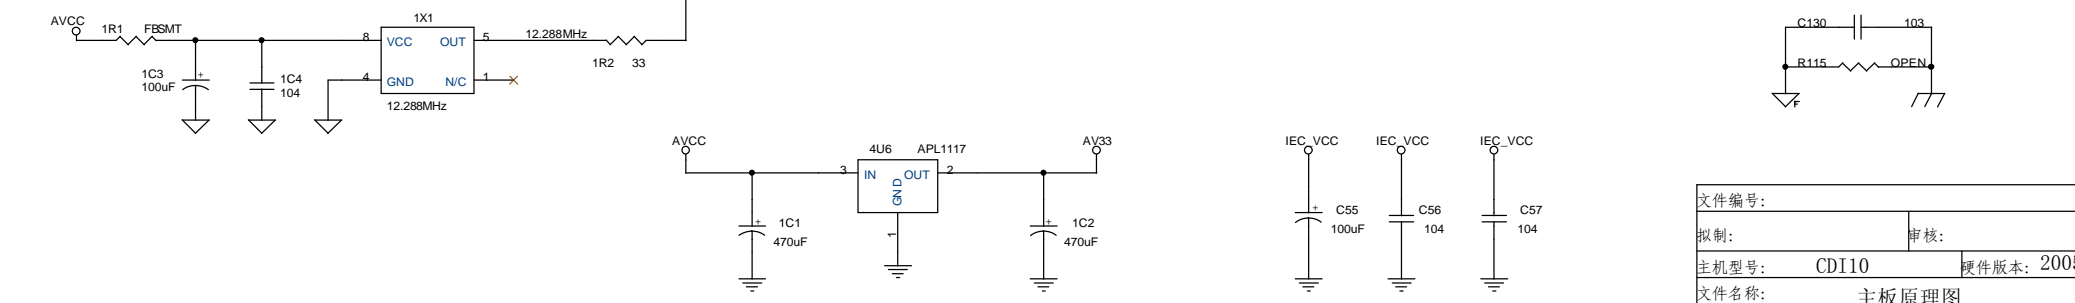 AVCC
1R1 FBSMT
1C3
100uF
1C4
104
1X1
8 VCC OUT 5
4 GND N/C 1
12.288MHz
12.288MHz
1R2 33
AVCC
4U6 APL1117
AV33
3 IN OUT 2
GND
1
1C1
470uF
1C2
470uF
IEC_VCC
IEC_VCC
IEC_VCC
C55
100uF
C56
104
C57
104
C130 103
R115 OPEN
F
文件编号:
拟制: 审核:
主机型号: CDI10 硬件版本: 2005
文件名称: 主板原理图